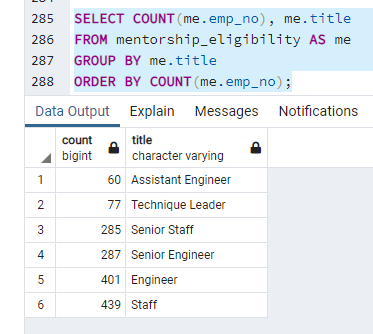 285 SELECT COUNT(me.emp_no), me.title
286 FROM mentorship_eligibility AS me
287 GROUP BY me.title
288 ORDER BY COUNT(me.emp_no);
Data Output Explain Messages Notifications
count title
bigint character varying
1 60 Assistant Engineer
2 77 Technique Leader
3 285 Senior Staff
4 287 Senior Engineer
5 401 Engineer
6 439 Staff